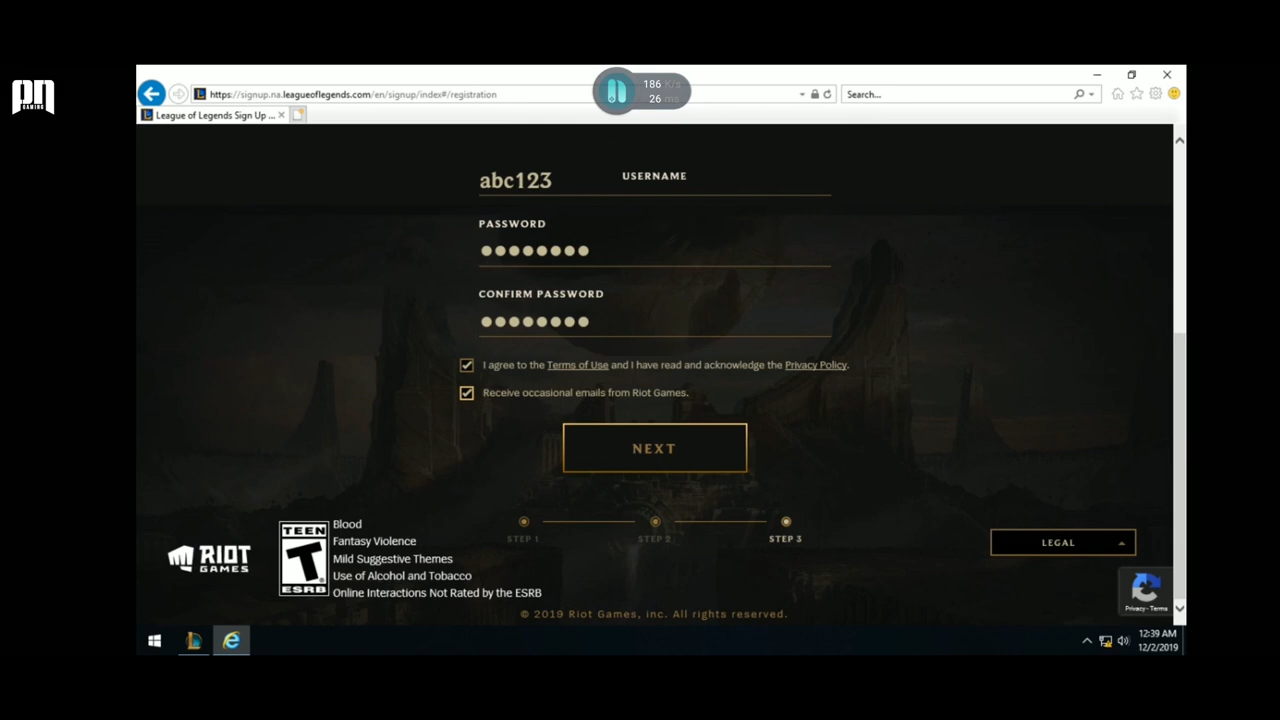 PN
GAMING
186 K/s
26 ms
https://signup.na.leagueoflegends.com/en/signup/index#/registration
Search...
League of Legends Sign Up ...
abc123
USERNAME
PASSWORD
CONFIRM PASSWORD
I agree to the Terms of Use and I have read and acknowledge the Privacy Policy.
Receive occasional emails from Riot Games.
NEXT
STEP 1
STEP 2
STEP 3
RIOT
GAMES
TEEN
T
ESRB
Blood
Fantasy Violence
Mild Suggestive Themes
Use of Alcohol and Tobacco
Online Interactions Not Rated by the ESRB
LEGAL
Privacy - Terms
© 2019 Riot Games, inc. All rights reserved.
12:39 AM
12/2/2019